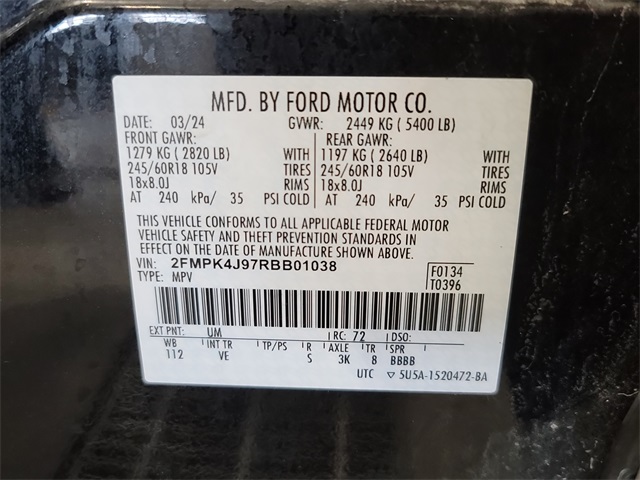 MFD. BY FORD MOTOR CO.
DATE: 03/24 GVWR: 2449 KG ( 5400 LB)
FRONT GAWR: REAR GAWR:
1279 KG ( 2820 LB) WITH 1197 KG ( 2640 LB) WITH
245/60R18 105V TIRES 245/60R18 105V TIRES
18x8.0J RIMS 18x8.0J RIMS
AT 240 kPa/ 35 PSI COLD AT 240 kPa/ 35 PSI COLD
THIS VEHICLE CONFORMS TO ALL APPLICABLE FEDERAL MOTOR
VEHICLE SAFETY AND THEFT PREVENTION STANDARDS IN
EFFECT ON THE DATE OF MANUFACTURE SHOWN ABOVE.
VIN: 2FMPK4J97RBB01038 F0134
TYPE: MPV T0396
EXT PNT: UM RC: 72 DSO:
WB INT TR TP/PS R AXLE TR SPR
112 VE S 3K 8 BBBB
UTC ▽ 5U5A-1520472-BA